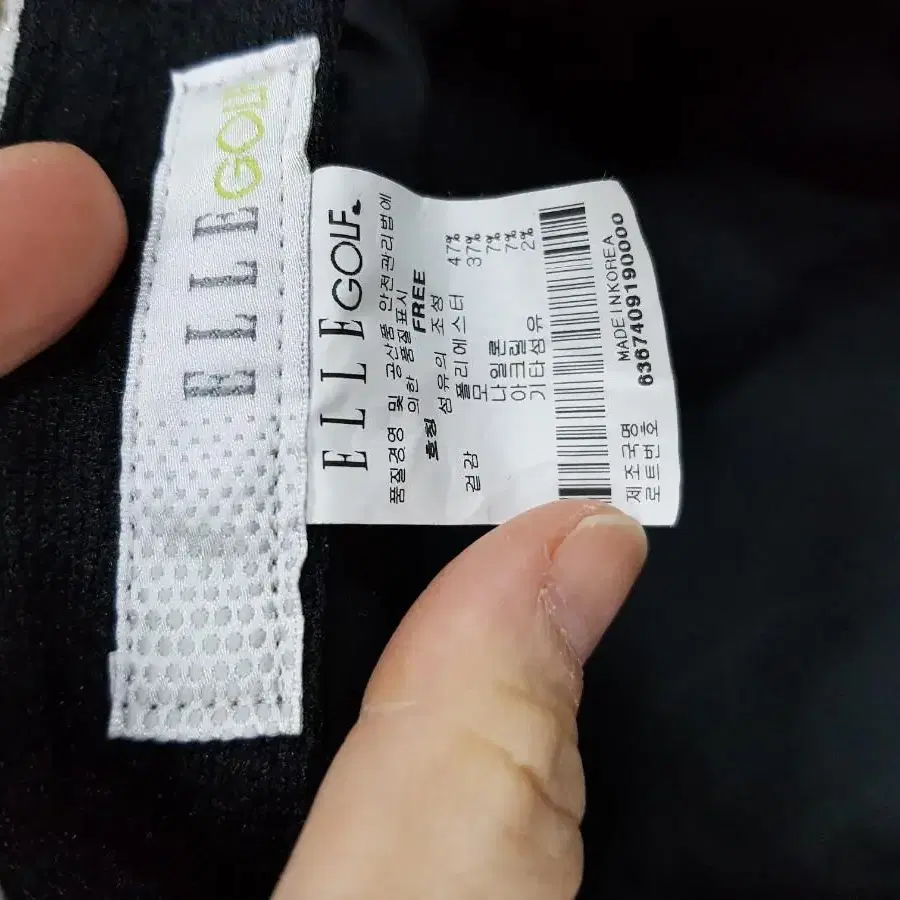 ELLE GOLF
ELLE GOLF
품질경영 및 공산품 안전관리법에
의한 품질표시
호칭 FREE
섬유의 조성
겉감 폴리에스터 47%
모 37%
나일론 7%
아크릴 7%
기타섬유 2%
제조국명 MADE IN KOREA
로트번호 6367409190000